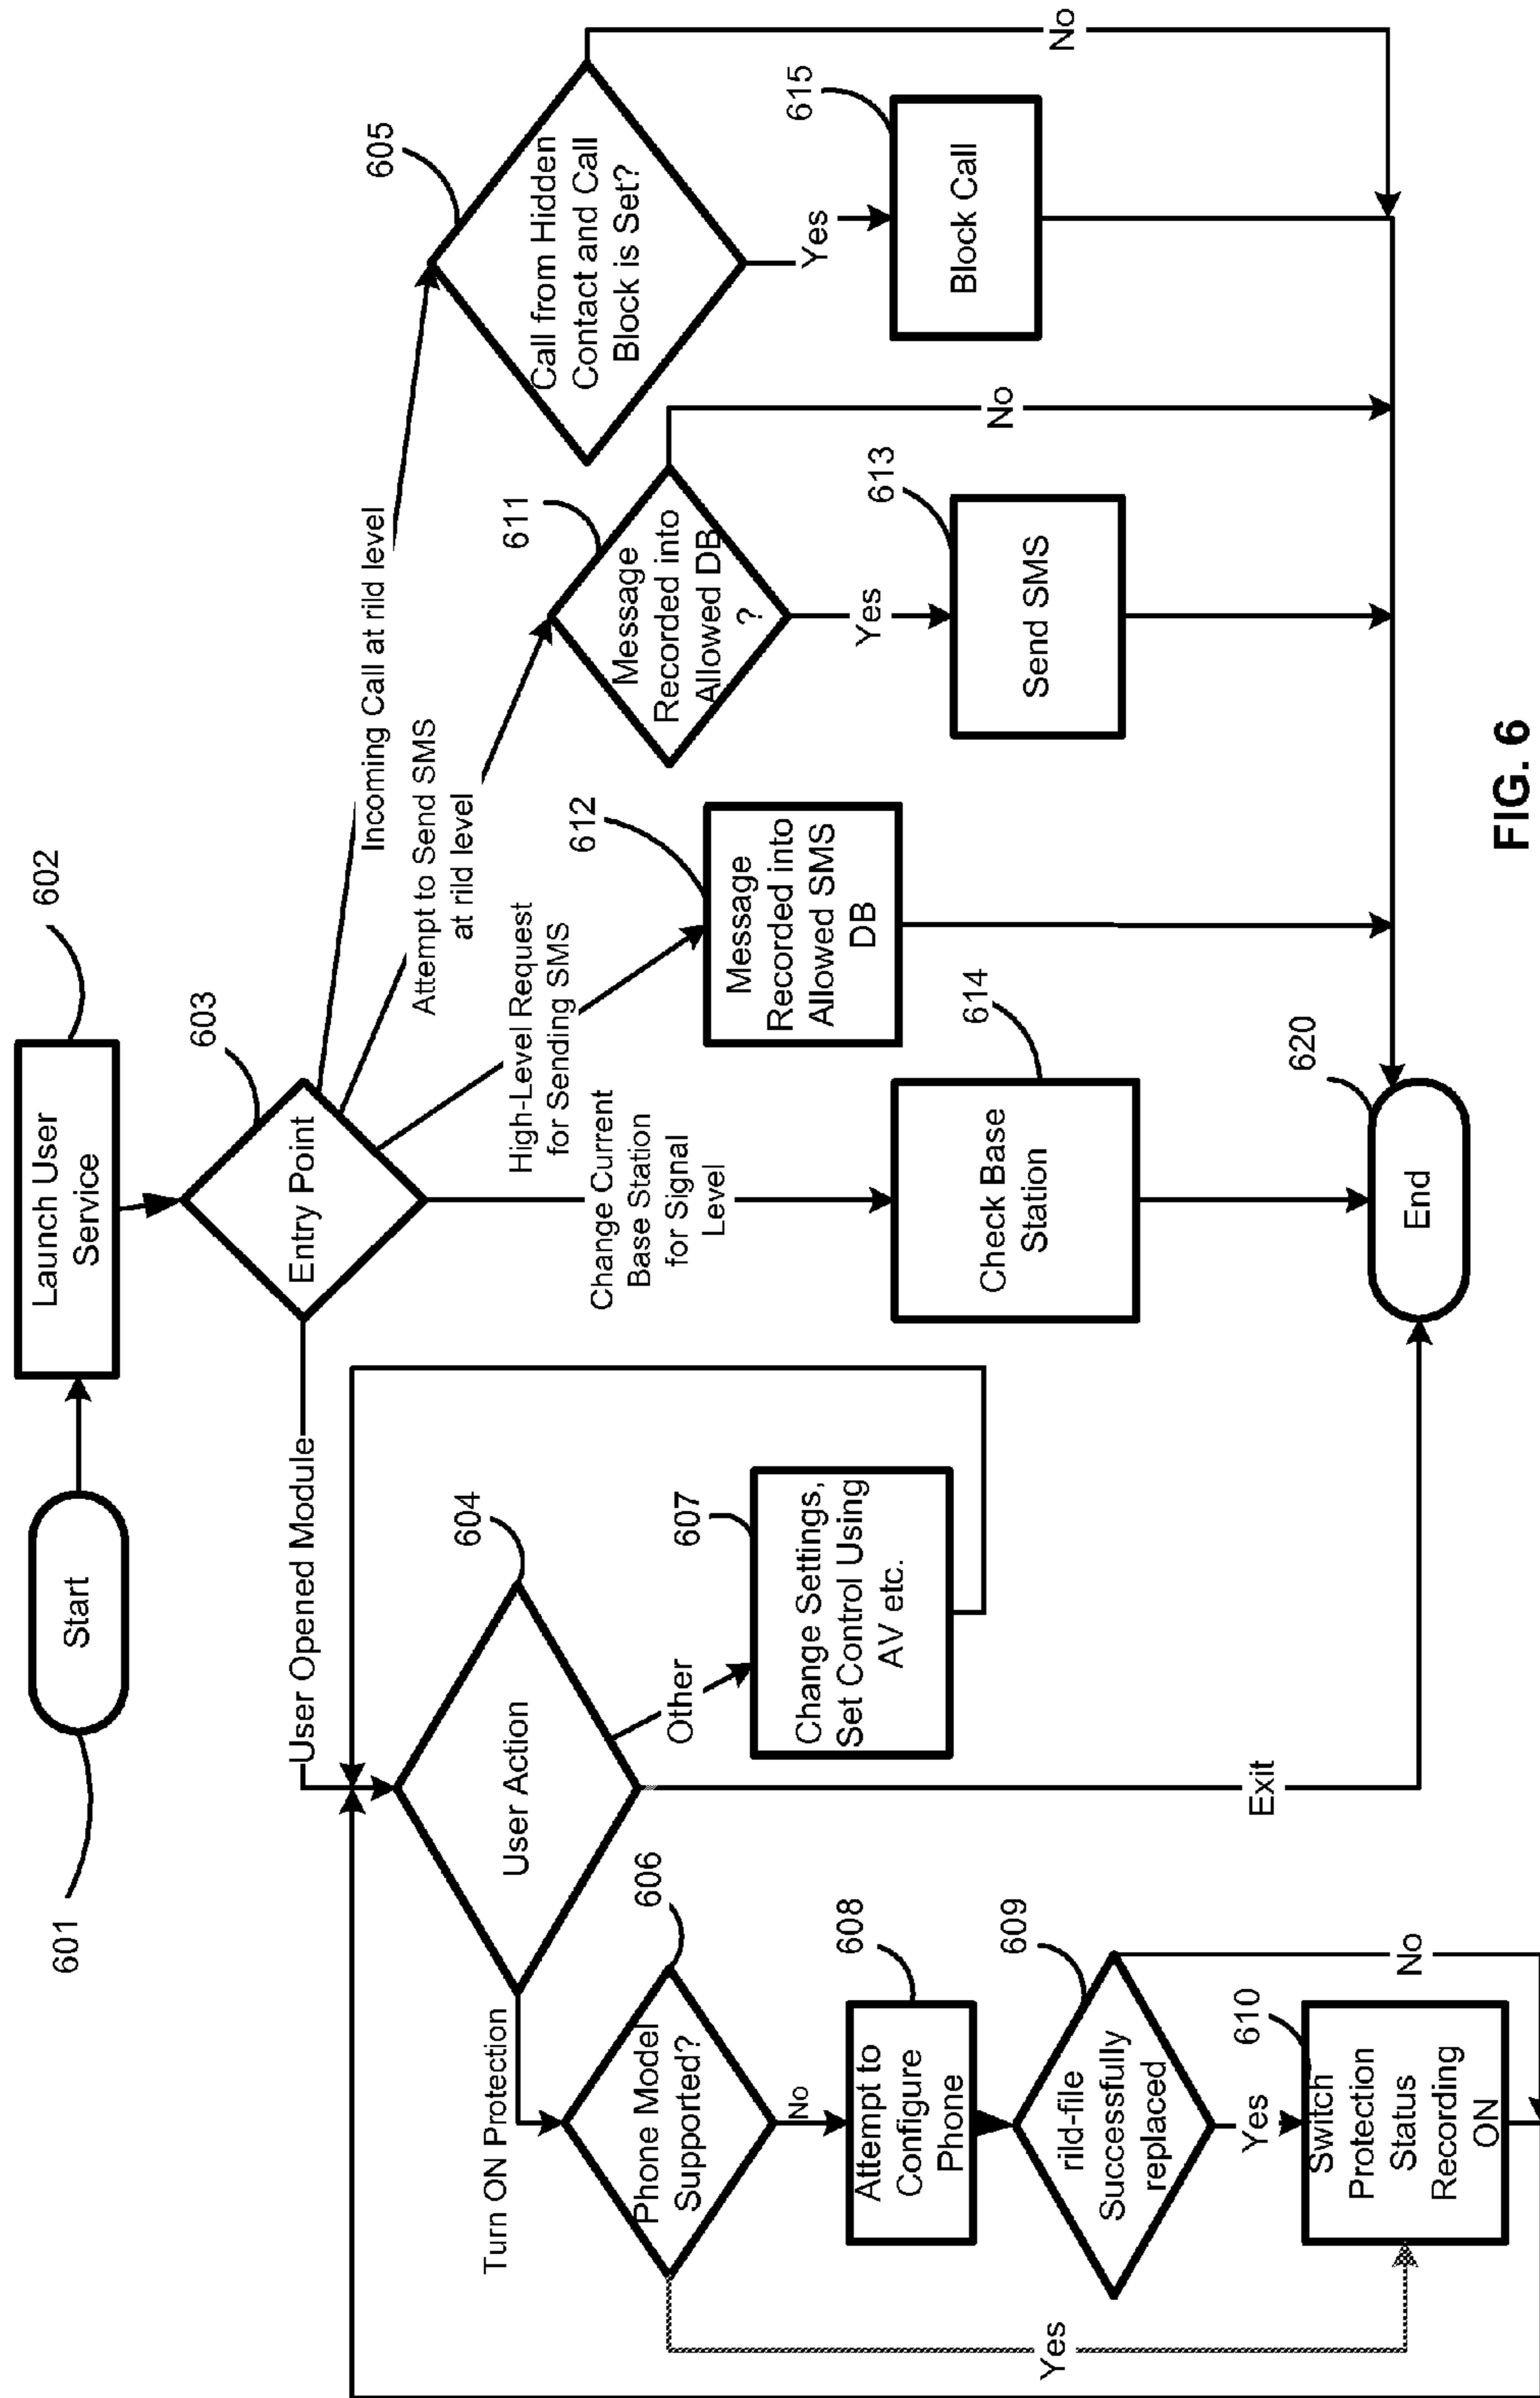 Start
601
Launch User
Service
602
Entry Point
603
User Opened Module
Change Current
Base Station
for Signal
Level
High-Level Request
for Sending SMS
Attempt to Send SMS
at rild level
Incoming Call at rild level
User Action
604
Turn ON Protection
Other
Exit
Phone Model
Supported?
606
No
Yes
Attempt to
Configure
Phone
608
rild-file
Successfully
replaced
609
Yes
No
Switch
Protection
Status
Recording
ON
610
Change Settings,
Set Control Using
AV etc.
607
Check Base
Station
614
Message
Recorded into
Allowed SMS
DB
612
Message
Recorded into
Allowed DB
?
611
Yes
No
Send SMS
613
Call from Hidden
Contact and Call
Block is Set?
605
Yes
No
Block Call
615
End
620
FIG. 6